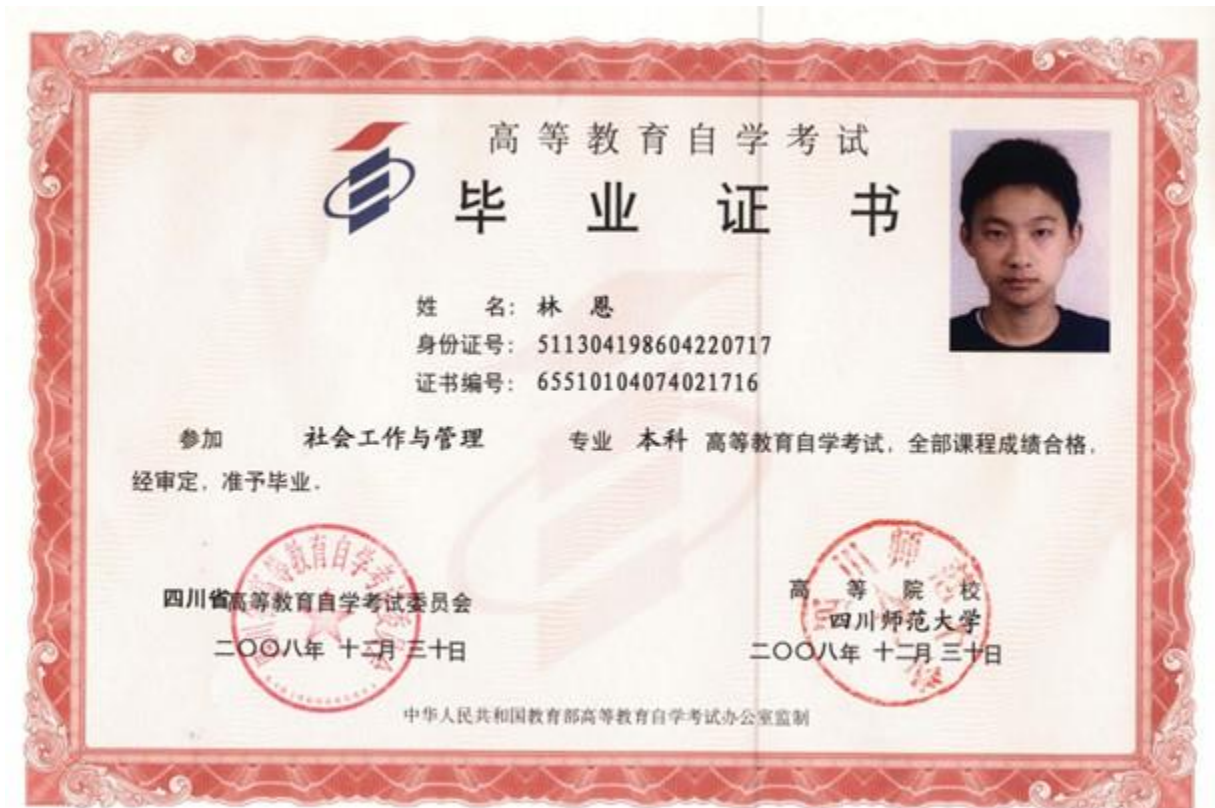 高等教育自学考试
毕业证书
姓 名：林 恩
身份证号：511304198604220717
证书编号：65510104074021716
参加 社会工作与管理 专业 本科 高等教育自学考试，全部课程成绩合格，
经审定，准予毕业．
四川省高等教育自学考试委员会
二〇〇八年 十二月 三十日
高等院校
四川师范大学
二〇〇八年 十二月 三十日
中华人民共和国教育部高等教育自学考试办公室监制